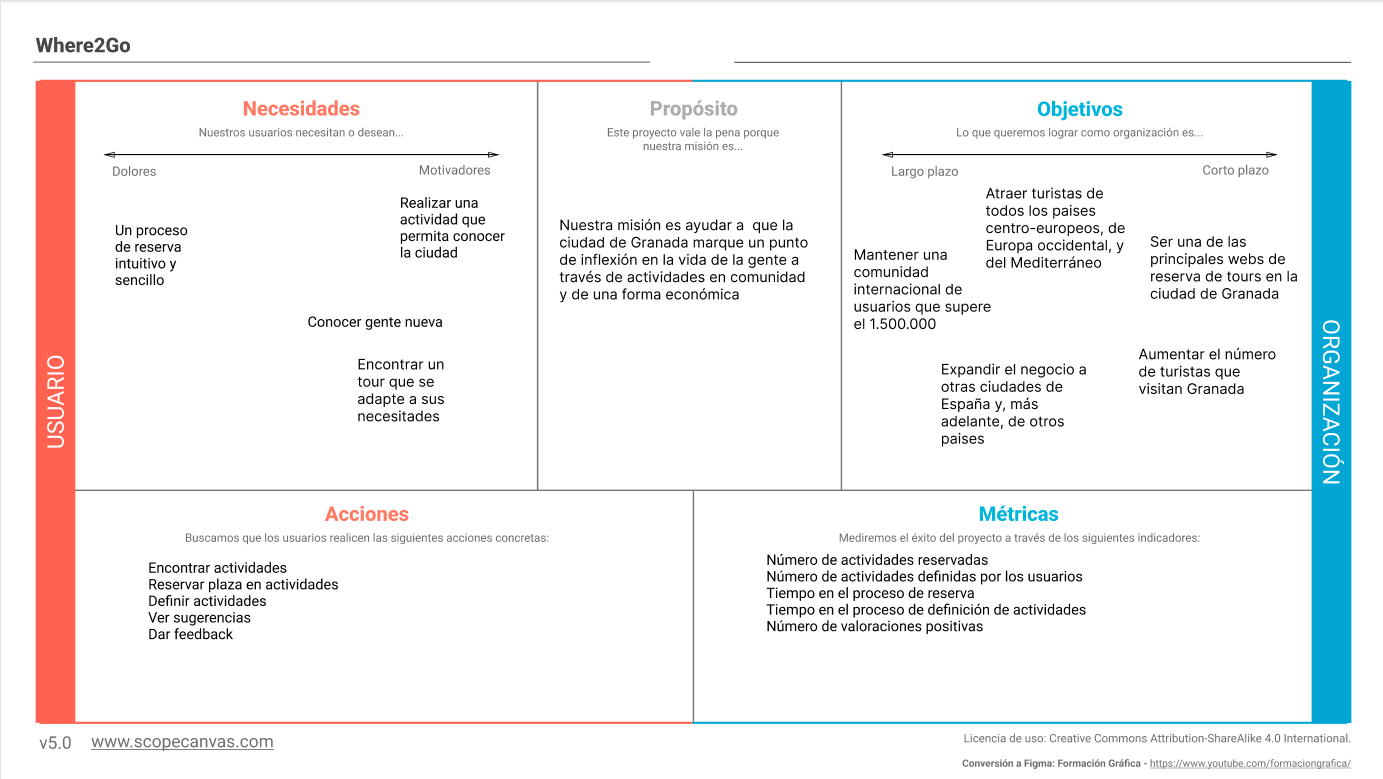 Where2Go
USUARIO
Necesidades
Nuestros usuarios necesitan o desean...
Dolores
Motivadores
Un proceso
de reserva
intuitivo y
sencillo
Realizar una
actividad que
permita conocer
la ciudad
Conocer gente nueva
Encontrar un
tour que se
adapte a sus
necesitades
Propósito
Este proyecto vale la pena porque
nuestra misión es...
Nuestra misión es ayudar a  que la
ciudad de Granada marque un punto
de inflexión en la vida de la gente a
través de actividades en comunidad
y de una forma económica
Objetivos
Lo que queremos lograr como organización es...
Largo plazo
Corto plazo
Mantener una
comunidad
internacional de
usuarios que supere
el 1.500.000
Atraer turistas de
todos los paises
centro-europeos, de
Europa occidental, y
del Mediterráneo
Ser una de las
principales webs de
reserva de tours en la
ciudad de Granada
Expandir el negocio a
otras ciudades de
España y, más
adelante, de otros
paises
Aumentar el número
de turistas que
visitan Granada
ORGANIZACIÓN
Acciones
Buscamos que los usuarios realicen las siguientes acciones concretas:
Encontrar actividades
Reservar plaza en actividades
Definir actividades
Ver sugerencias
Dar feedback
Métricas
Mediremos el éxito del proyecto a través de los siguientes indicadores:
Número de actividades reservadas
Número de actividades definidas por los usuarios
Tiempo en el proceso de reserva
Tiempo en el proceso de definición de actividades
Número de valoraciones positivas
v5.0 www.scopecanvas.com
Licencia de uso: Creative Commons Attribution-ShareAlike 4.0 International.
Conversión a Figma: Formación Gráfica - https://www.youtube.com/formaciongrafica/